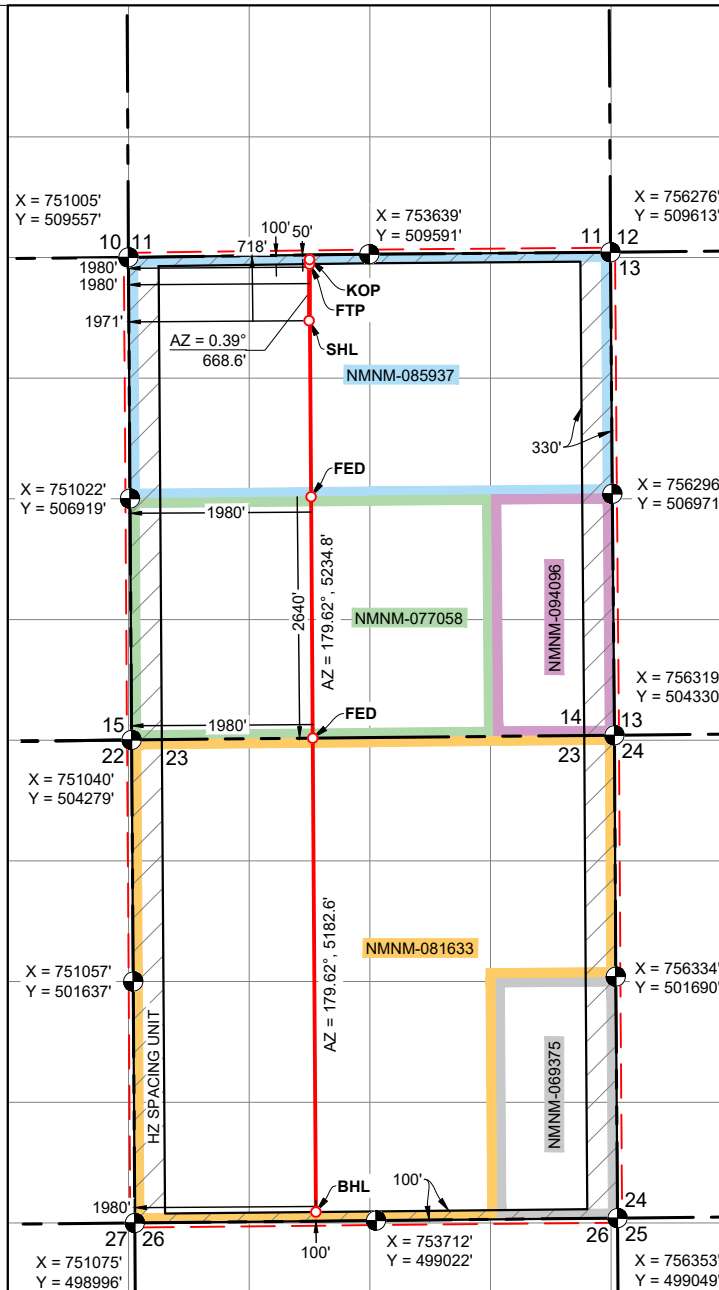 X = 751005'
Y = 509557'
X = 753639'
Y = 509591'
X = 756276'
Y = 509613'
100'
50'
718'
10 11
11 12
13
1980'
1980'
KOP
FTP
1971'
AZ = 0.39°
668.6'
SHL
NMNM-085937
330'
FED
X = 751022'
Y = 506919'
X = 756296'
Y = 506971'
1980'
2640'
AZ = 179.62°, 5234.8'
NMNM-077058
NMNM-094096
X = 756319'
Y = 504330'
FED
1980'
15
14 13
22 23
23 24
X = 751040'
Y = 504279'
NMNM-081633
AZ = 179.62°, 5182.6'
X = 751057'
Y = 501637'
X = 756334'
Y = 501690'
HZ SPACING UNIT
NMNM-069375
BHL
100'
1980'
24
27 26
26 25
100'
X = 753712'
Y = 499022'
X = 751075'
Y = 498996'
X = 756353'
Y = 499049'